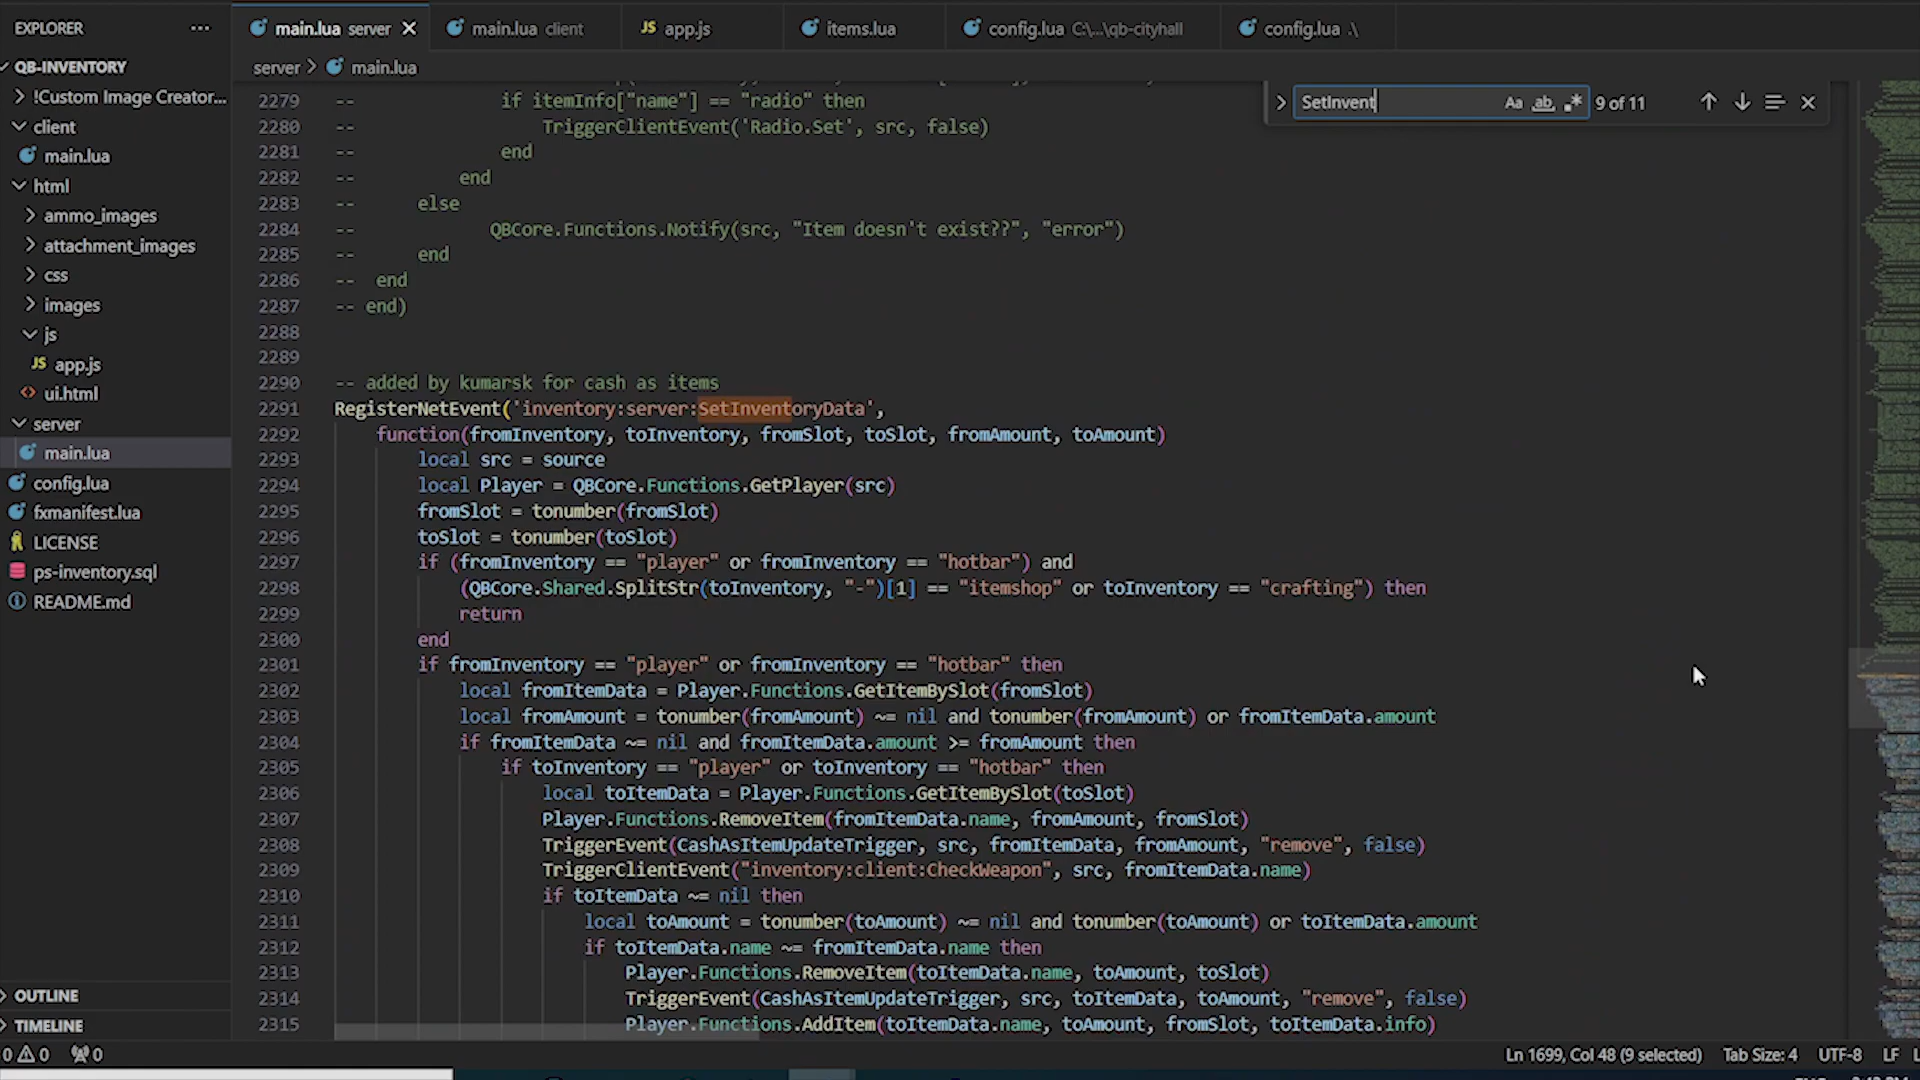 EXPLORER ···
main.lua server
main.lua client
JS app.js
items.lua
config.lua C:\...\qb-cityhall
config.lua .\
QB-INVENTORY
!Custom Image Creator...
client
main.lua
html
ammo_images
attachment_images
css
images
js
JS app.js
ui.html
server
main.lua
config.lua
fxmanifest.lua
LICENSE
ps-inventory.sql
README.md
OUTLINE
TIMELINE
server > main.lua
SetInvent Aa ab .* 9 of 11
2279 -- if itemInfo["name"] == "radio" then
2280 -- TriggerClientEvent('Radio.Set', src, false)
2281 -- end
2282 -- end
2283 -- else
2284 -- QBCore.Functions.Notify(src, "Item doesn't exist??", "error")
2285 -- end
2286 -- end
2287 -- end)
2288
2289
2290 -- added by kumarsk for cash as items
2291 RegisterNetEvent('inventory:server:SetInventoryData',
2292 function(fromInventory, toInventory, fromSlot, toSlot, fromAmount, toAmount)
2293 local src = source
2294 local Player = QBCore.Functions.GetPlayer(src)
2295 fromSlot = tonumber(fromSlot)
2296 toSlot = tonumber(toSlot)
2297 if (fromInventory == "player" or fromInventory == "hotbar") and
2298 (QBCore.Shared.SplitStr(toInventory, "-")[1] == "itemshop" or toInventory == "crafting") then
2299 return
2300 end
2301 if fromInventory == "player" or fromInventory == "hotbar" then
2302 local fromItemData = Player.Functions.GetItemBySlot(fromSlot)
2303 local fromAmount = tonumber(fromAmount) ~= nil and tonumber(fromAmount) or fromItemData.amount
2304 if fromItemData ~= nil and fromItemData.amount >= fromAmount then
2305 if toInventory == "player" or toInventory == "hotbar" then
2306 local toItemData = Player.Functions.GetItemBySlot(toSlot)
2307 Player.Functions.RemoveItem(fromItemData.name, fromAmount, fromSlot)
2308 TriggerEvent(CashAsItemUpdateTrigger, src, fromItemData, fromAmount, "remove", false)
2309 TriggerClientEvent("inventory:client:CheckWeapon", src, fromItemData.name)
2310 if toItemData ~= nil then
2311 local toAmount = tonumber(toAmount) ~= nil and tonumber(toAmount) or toItemData.amount
2312 if toItemData.name ~= fromItemData.name then
2313 Player.Functions.RemoveItem(toItemData.name, toAmount, toSlot)
2314 TriggerEvent(CashAsItemUpdateTrigger, src, toItemData, toAmount, "remove", false)
2315 Player.Functions.AddItem(toItemData.name, toAmount, fromSlot, toItemData.info)
0 0 0 Ln 1699, Col 48 (9 selected) Tab Size: 4 UTF-8 LF